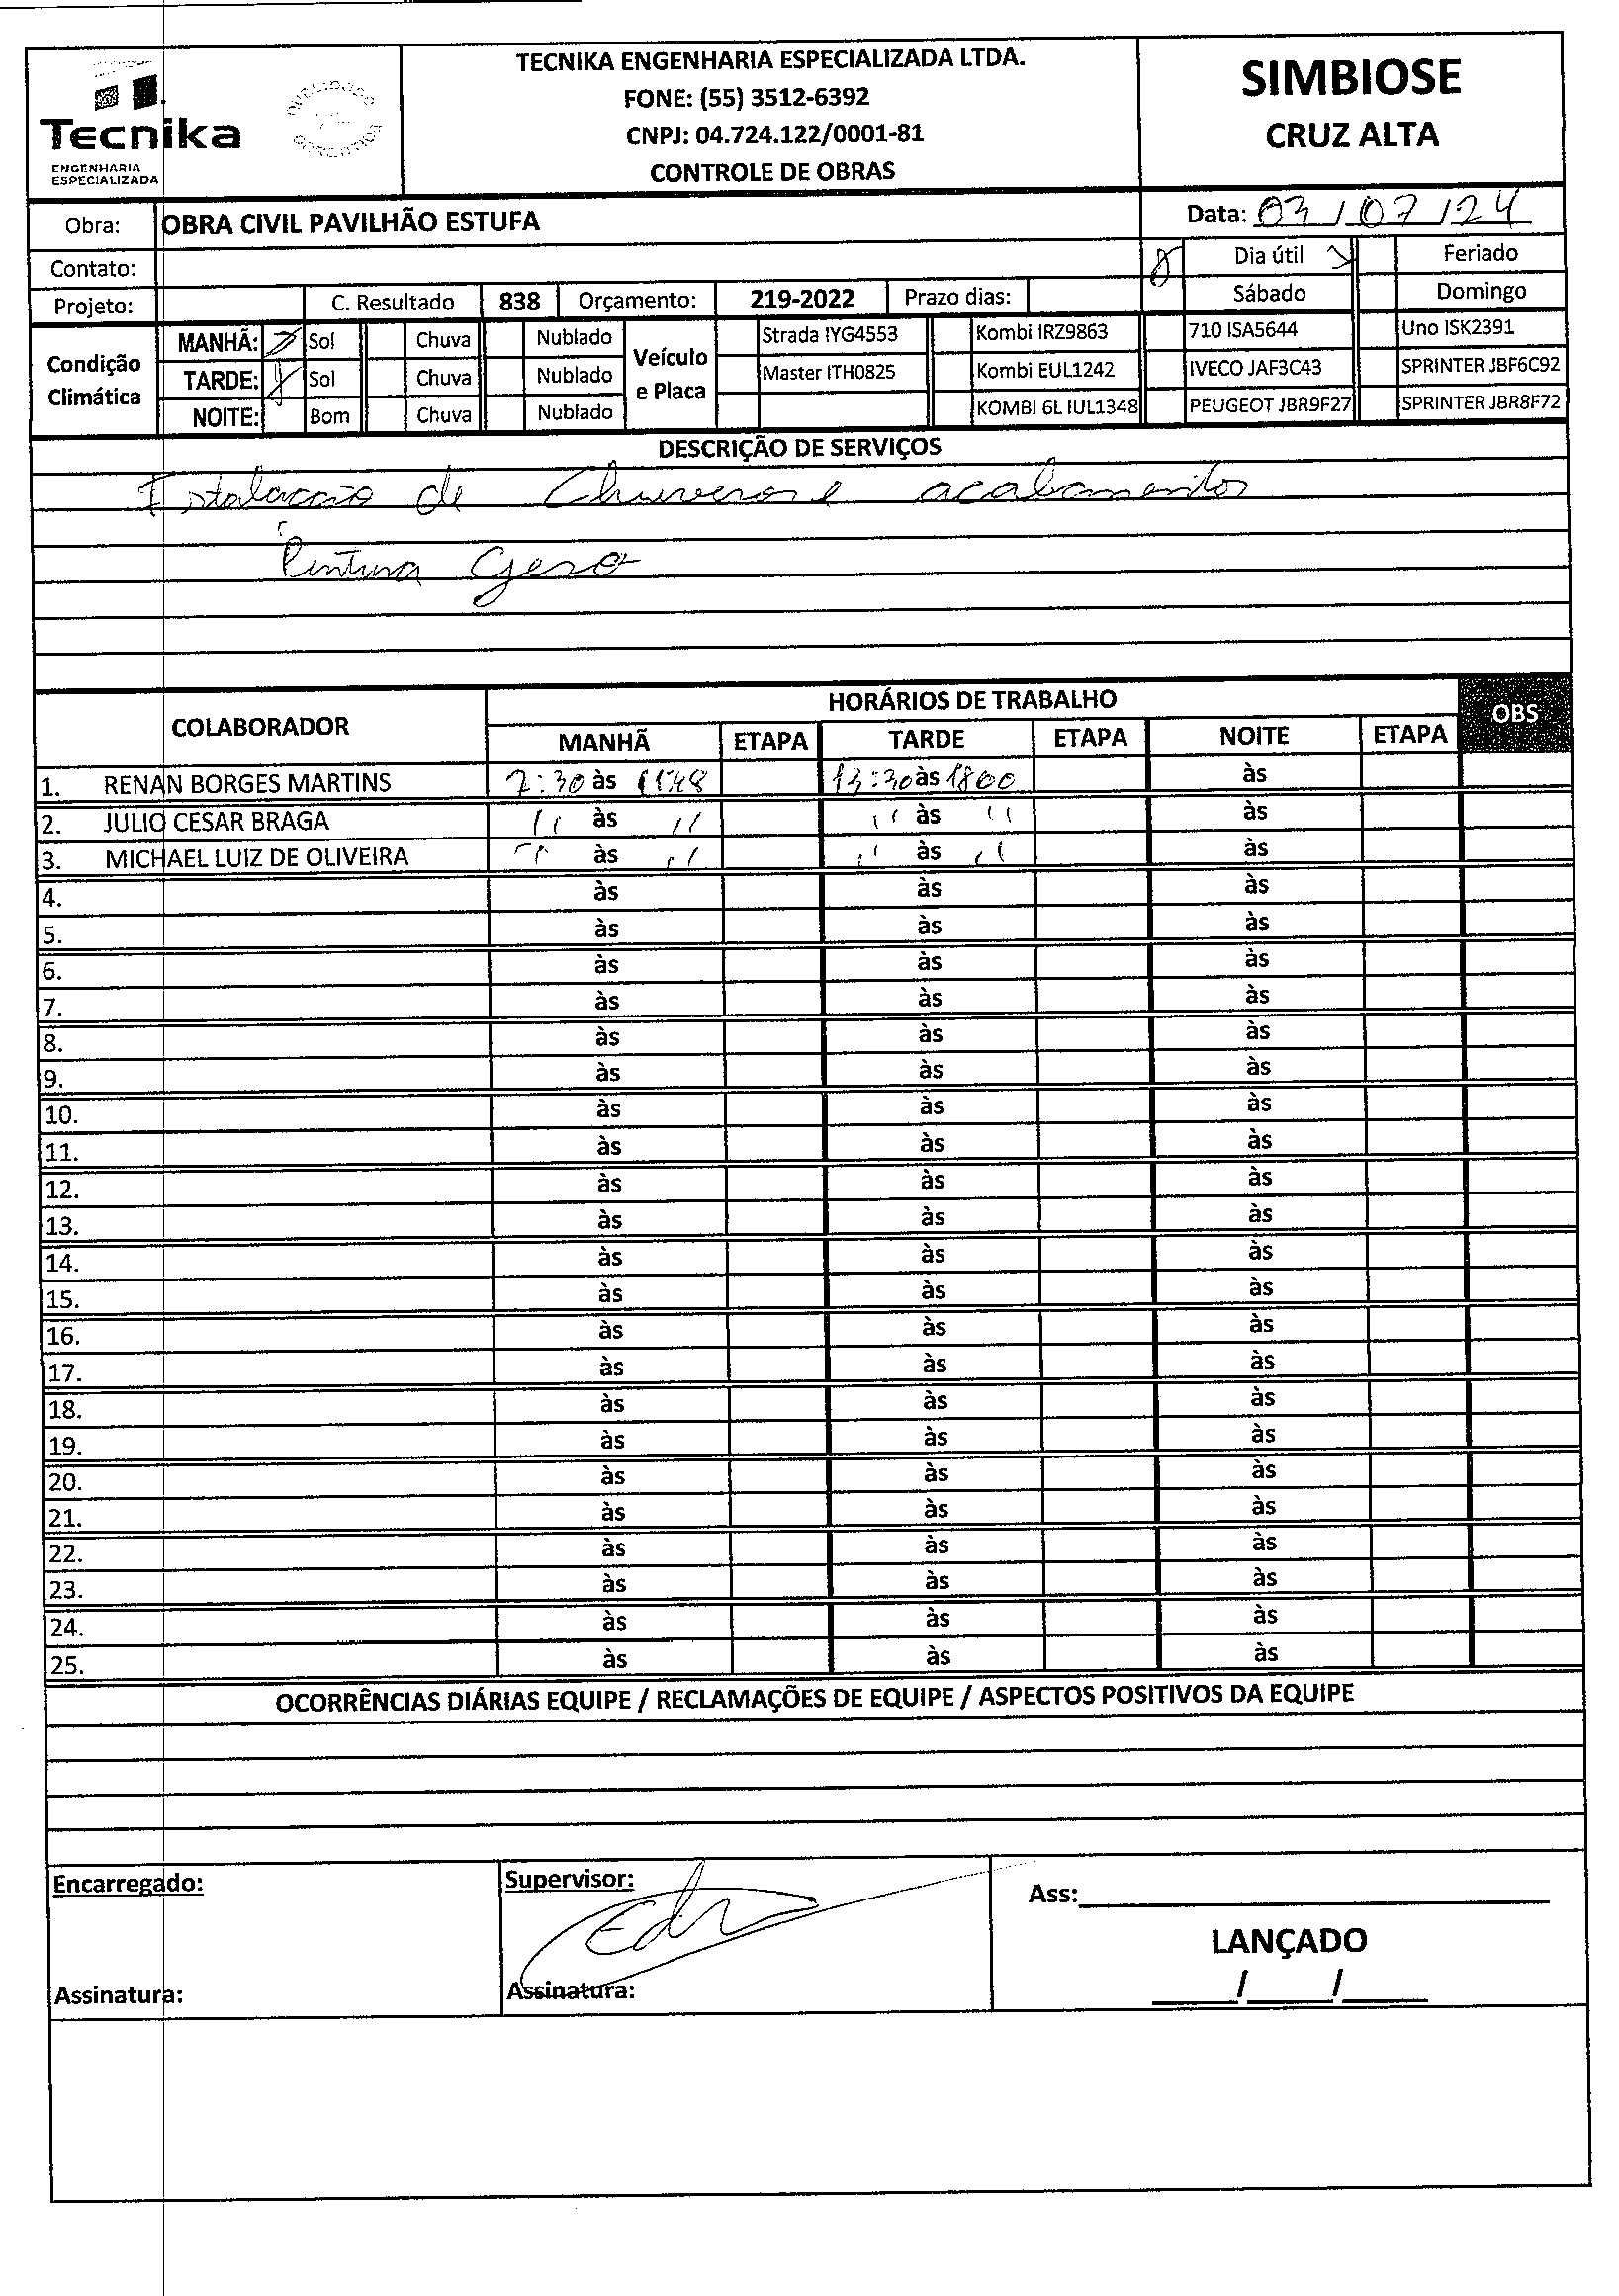 TECNIKA ENGENHARIA ESPECIALIZADA LTDA.
FONE: (55) 3512-6392
CNPJ: 04.724.122/0001-81
CONTROLE DE OBRAS
Tecnika
ENGENHARIA
ESPECIALIZADA
SIMBIOSE
CRUZ ALTA
Obra: OBRA CIVIL PAVILHÃO ESTUFA
Data: 03/07/24
Contato:
Dia útil Feriado
Projeto: C. Resultado 838 Orçamento: 219-2022 Prazo dias:
Sábado Domingo
Condição Climática
MANHÃ: Sol Chuva Nublado
TARDE: Sol Chuva Nublado
NOITE: Bom Chuva Nublado
Veículo e Placa
Strada IYG4553 Kombi IRZ9863 710 ISA5644 Uno ISK2391
Master ITH0825 Kombi EUL1242 IVECO JAF3C43 SPRINTER JBF6C92
KOMBI 6L IUL1348 PEUGEOT JBR9F27 SPRINTER JBR8F72
DESCRIÇÃO DE SERVIÇOS
de acabamentos
Pintura
COLABORADOR HORÁRIOS DE TRABALHO OBS
MANHÃ ETAPA TARDE ETAPA NOITE ETAPA
1. RENAN BORGES MARTINS 7:30 às 11:48 13:30 às 1800 às
2. JULIO CESAR BRAGA '' às '' '' às '' às
3. MICHAEL LUIZ DE OLIVEIRA '' às '' '' às '' às
4. às às às
5. às às às
6. às às às
7. às às às
8. às às às
9. às às às
10. às às às
11. às às às
12. às às às
13. às às às
14. às às às
15. às às às
16. às às às
17. às às às
18. às às às
19. às às às
20. às às às
21. às às às
22. às às às
23. às às às
24. às às às
25. às às às
OCORRÊNCIAS DIÁRIAS EQUIPE / RECLAMAÇÕES DE EQUIPE / ASPECTOS POSITIVOS DA EQUIPE
Encarregado: Supervisor: Ass:
LANÇADO
Assinatura: Assinatura: / /